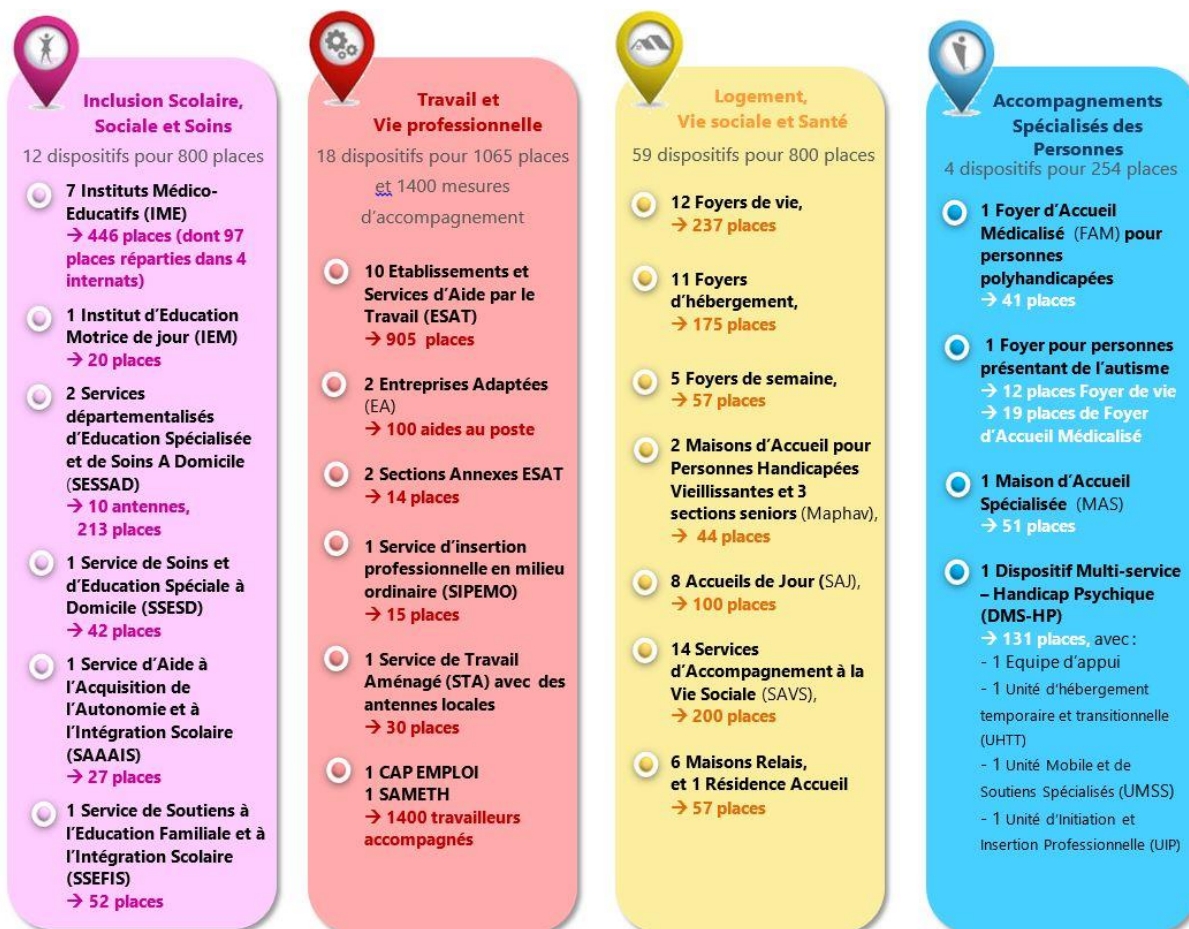 Inclusion Scolaire,
Sociale et Soins
12 dispositifs pour 800 places
7 Instituts Médico-
Educatifs (IME)
→ 446 places (dont 97
places réparties dans 4
internats)
1 Institut d'Education
Motrice de jour (IEM)
→ 20 places
2 Services
départementalisés
d'Education Spécialisée
et de Soins A Domicile
(SESSAD)
→ 10 antennes,
213 places
1 Service de Soins et
d'Education Spéciale à
Domicile (SSESD)
→ 42 places
1 Service d'Aide à
l'Acquisition de
l'Autonomie et à
l'Intégration Scolaire
(SAAAIS)
→ 27 places
1 Service de Soutiens à
l'Education Familiale et à
l'Intégration Scolaire
(SSEFIS)
→ 52 places
Travail et
Vie professionnelle
18 dispositifs pour 1065 places
et 1400 mesures
d'accompagnement
10 Etablissements et
Services d'Aide par le
Travail (ESAT)
→ 905 places
2 Entreprises Adaptées
(EA)
→ 100 aides au poste
2 Sections Annexes ESAT
→ 14 places
1 Service d'insertion
professionnelle en milieu
ordinaire (SIPEMO)
→ 15 places
1 Service de Travail
Aménagé (STA) avec des
antennes locales
→ 30 places
1 CAP EMPLOI
1 SAMETH
→ 1400 travailleurs
accompagnés
Logement,
Vie sociale et Santé
59 dispositifs pour 800 places
12 Foyers de vie,
→ 237 places
11 Foyers
d'hébergement,
→ 175 places
5 Foyers de semaine,
→ 57 places
2 Maisons d'Accueil pour
Personnes Handicapées
Vieillissantes et 3
sections seniors (Maphav),
→ 44 places
8 Accueils de Jour (SAJ),
→ 100 places
14 Services
d'Accompagnement à la
Vie Sociale (SAVS),
→ 200 places
6 Maisons Relais,
et 1 Résidence Accueil
→ 57 places
Accompagnements
Spécialisés des
Personnes
4 dispositifs pour 254 places
1 Foyer d'Accueil
Médicalisé (FAM) pour
personnes
polyhandicapées
→ 41 places
1 Foyer pour personnes
présentant de l'autisme
→ 12 places Foyer de vie
→ 19 places de Foyer
d'Accueil Médicalisé
1 Maison d'Accueil
Spécialisée (MAS)
→ 51 places
1 Dispositif Multi-service
– Handicap Psychique
(DMS-HP)
→ 131 places, avec :
- 1 Equipe d'appui
- 1 Unité d'hébergement
temporaire et transitionnelle
(UHTT)
- 1 Unité Mobile et de
Soutiens Spécialisés (UMSS)
- 1 Unité d'Initiation et
Insertion Professionnelle (UIP)